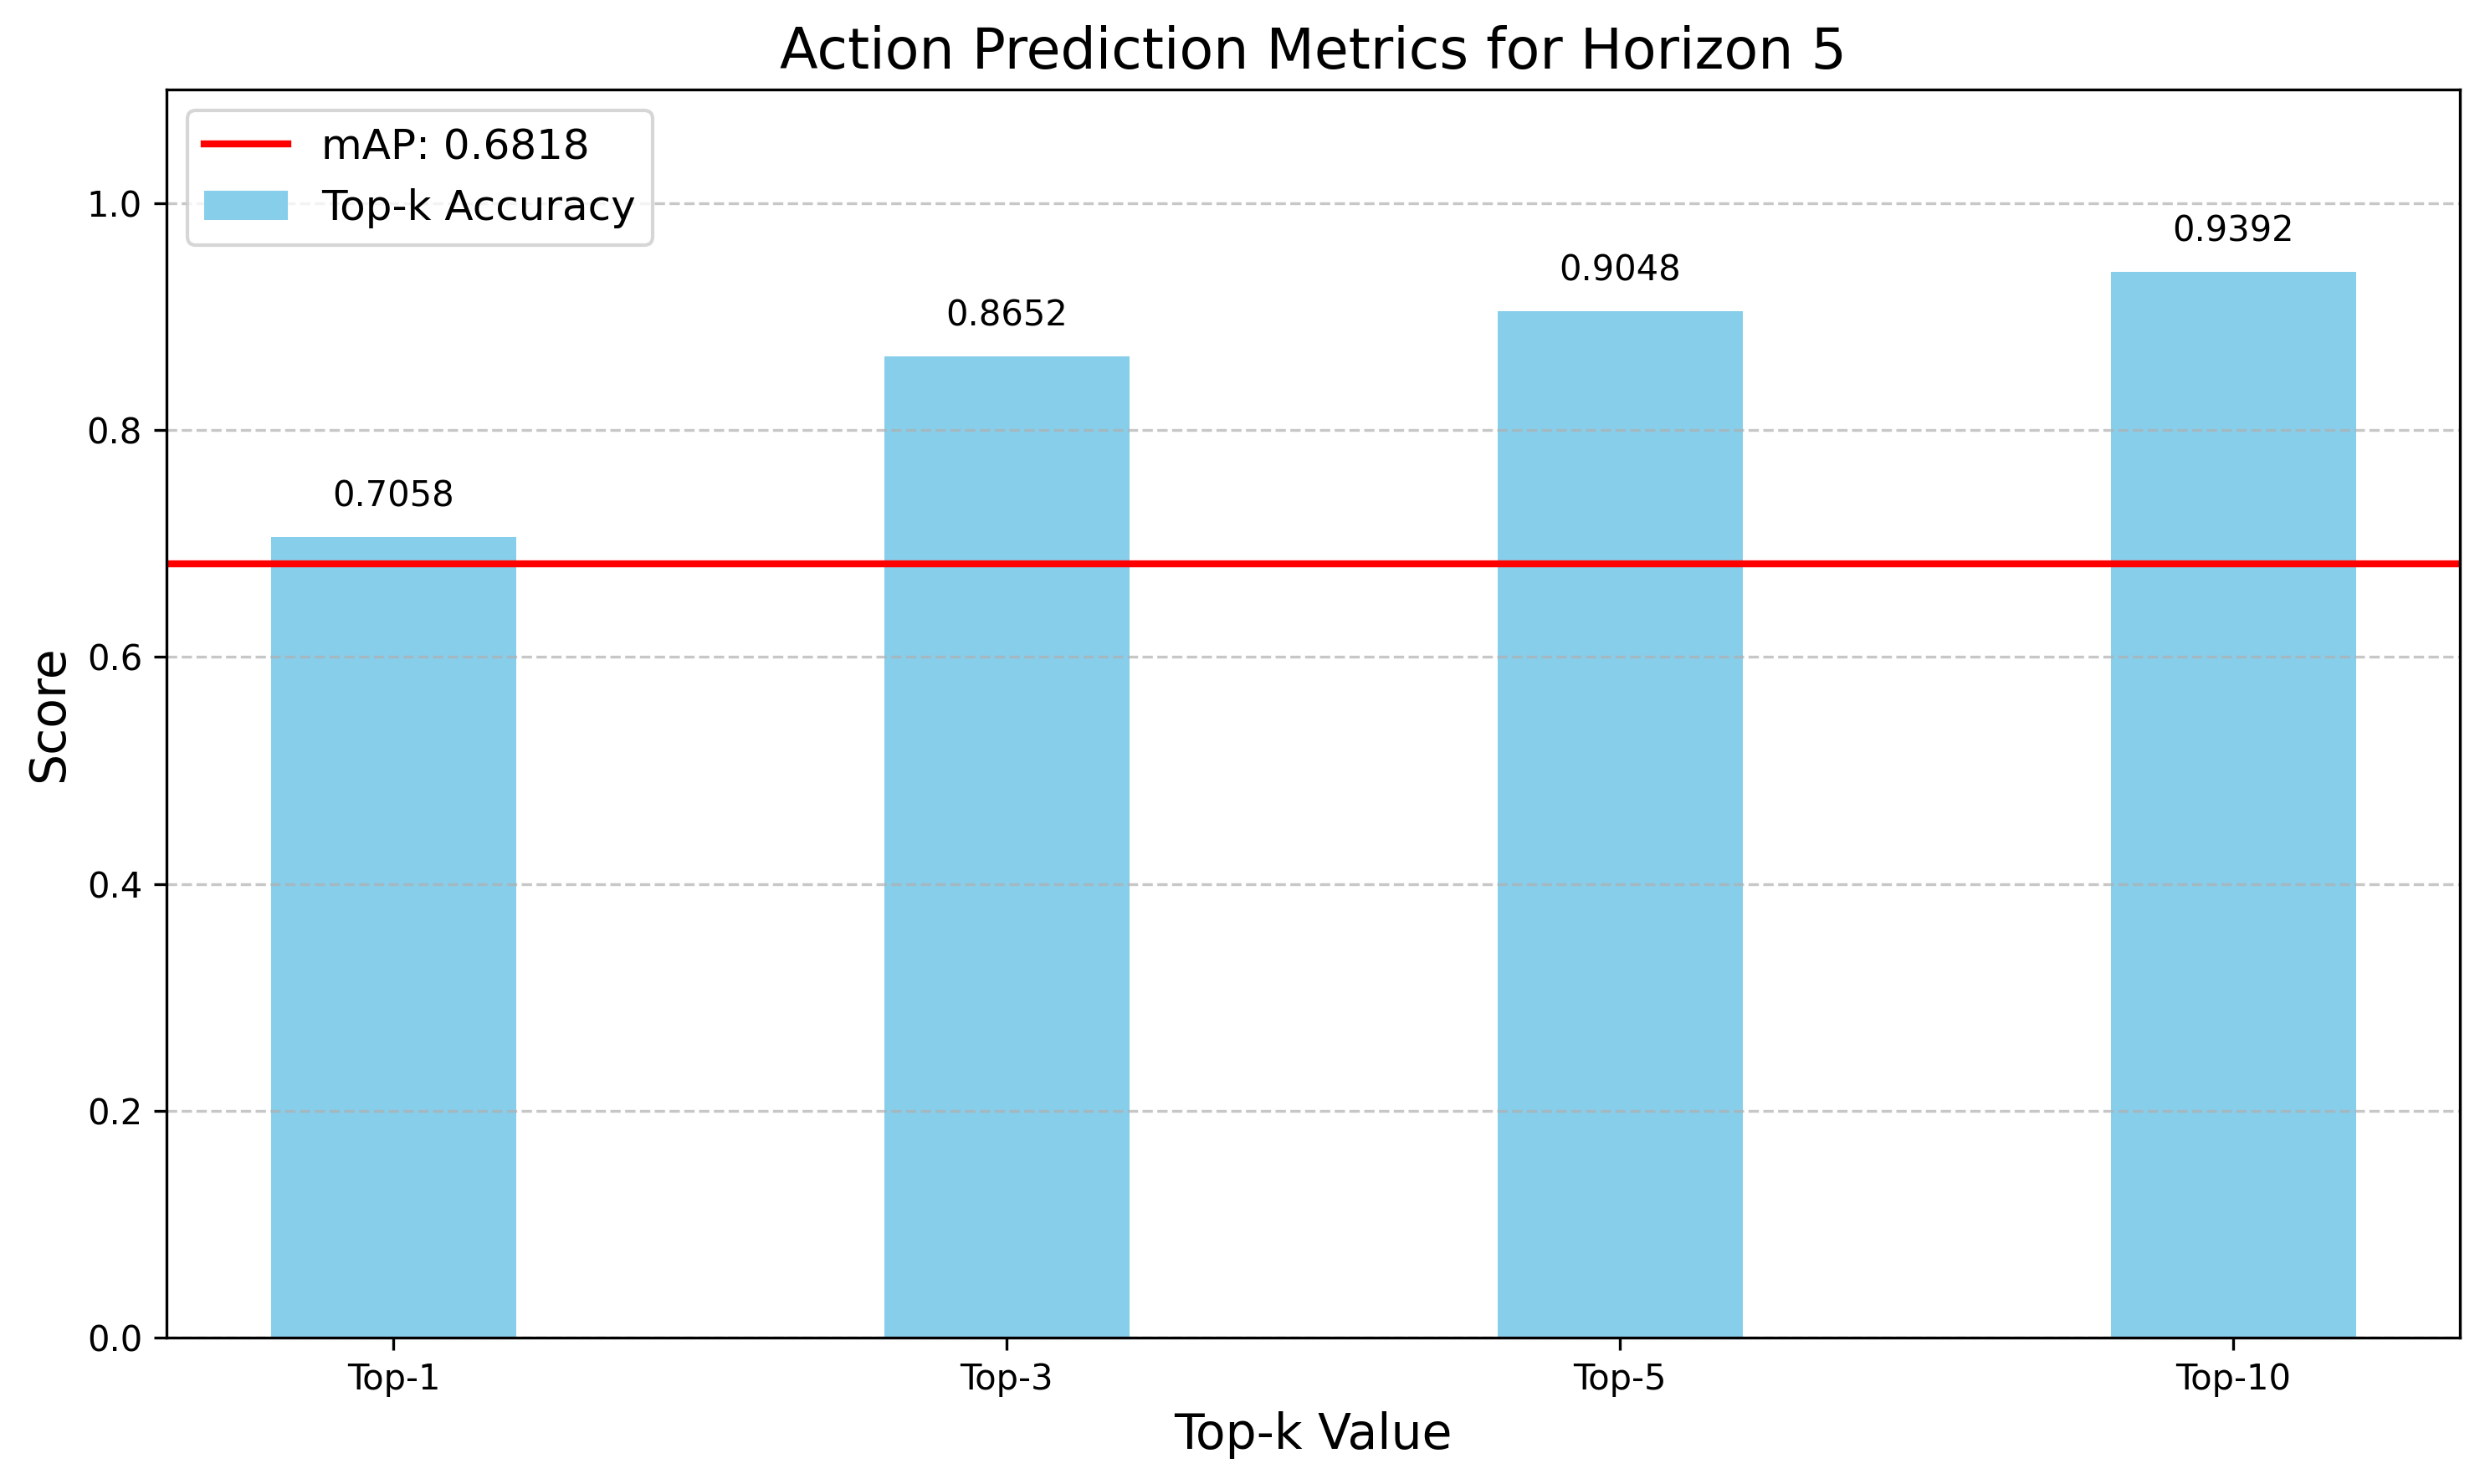 Action Prediction Metrics for Horizon 5
mAP: 0.6818
Top-k Accuracy
1.0
0.8
0.6
0.4
0.2
0.0
Score
0.7058
0.8652
0.9048
0.9392
Top-1
Top-3
Top-5
Top-10
Top-k Value